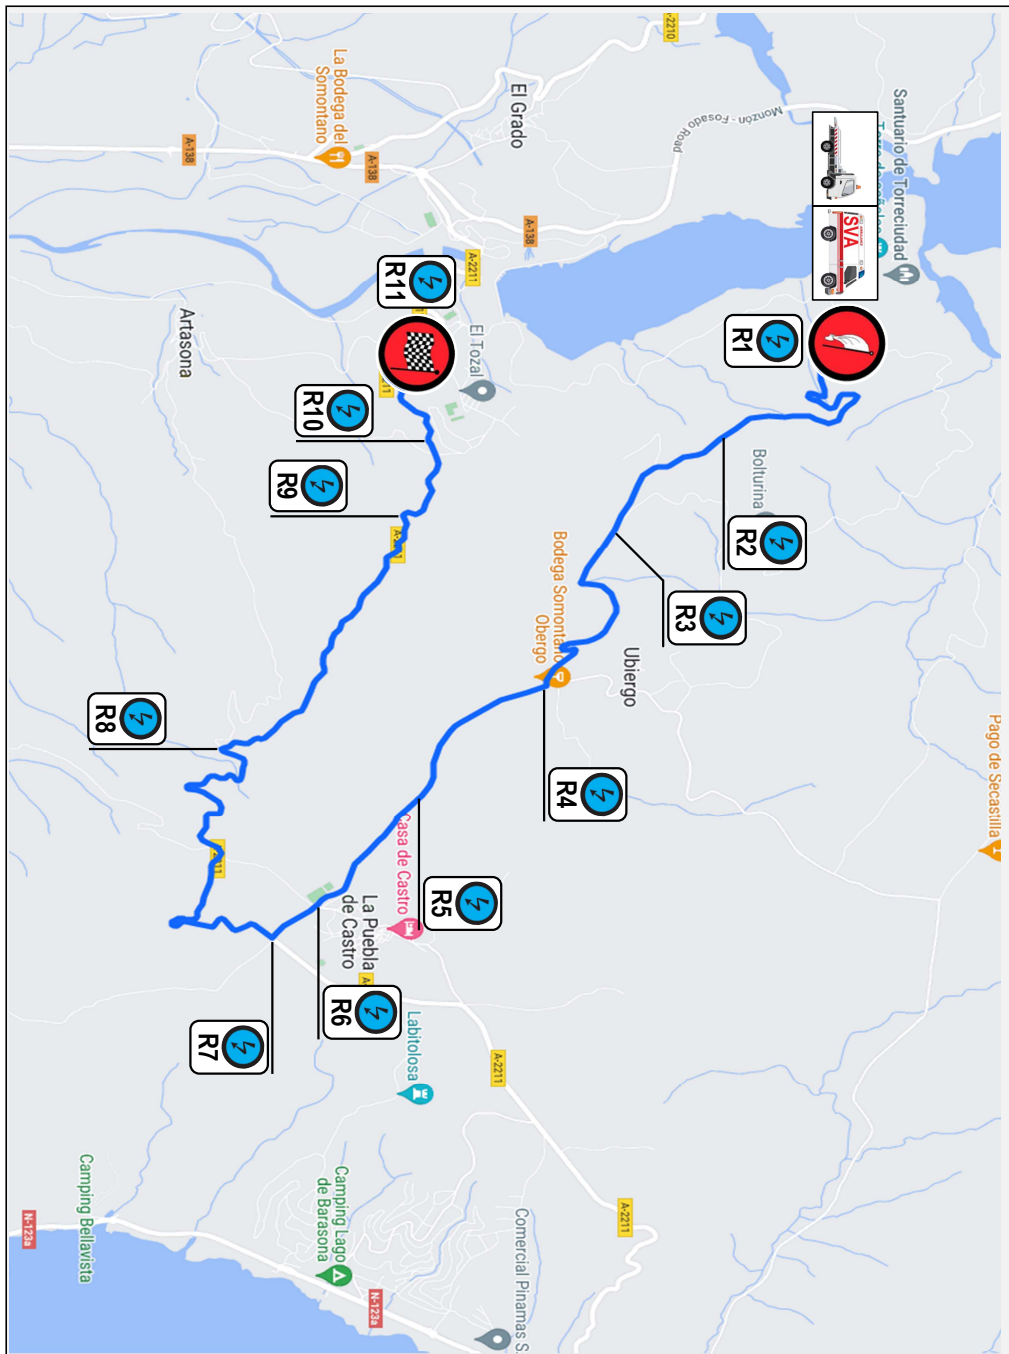 Pago de Secastilla
Santuario de Torreciudad
SVA
R1
Bolturina
R2
Monzón - Fosado Road
A-2210
R3
Ubiergo
A-2211
Bodega Somontano
Obergo
R4
A-138
El Grado
Comercial Pinamas S.
A-2211
A-2211
El Tozal
R5
Labitolosa
Casa de Castro
R11
A-138
La Puebla
de Castro
N-123a
R6
Camping Lago
de Barasona
La Bodega del
Somontano
R10
R9
A-138
Artasona
R7
R8
Camping Bellavista
N-123a